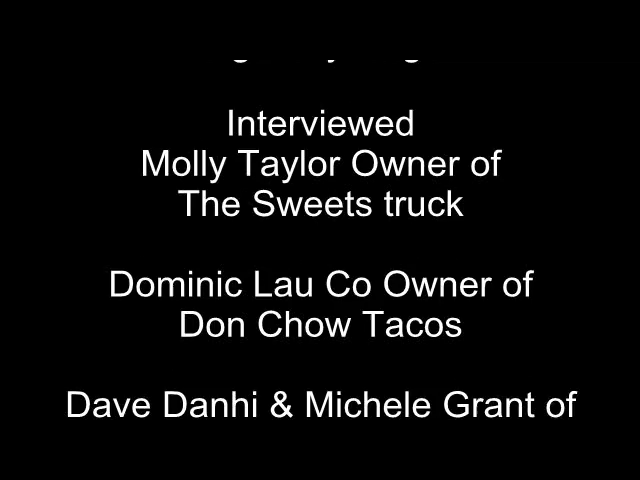 Interviewed
Molly Taylor Owner of
The Sweets truck
Dominic Lau Co Owner of
Don Chow Tacos
Dave Danhi & Michele Grant of